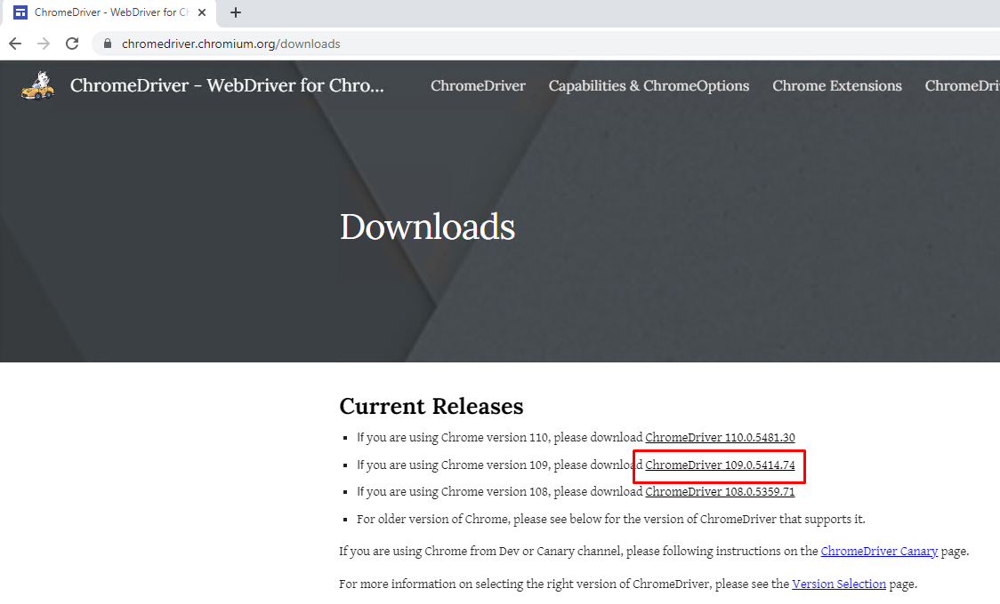 ChromeDriver - WebDriver for Ch
chromedriver.chromium.org/downloads
ChromeDriver - WebDriver for Chro... ChromeDriver Capabilities & ChromeOptions Chrome Extensions ChromeDri
Downloads
Current Releases
If you are using Chrome version 110, please download ChromeDriver 110.0.5481.30
If you are using Chrome version 109, please download ChromeDriver 109.0.5414.74
If you are using Chrome version 108, please download ChromeDriver 108.0.5359.71
For older version of Chrome, please see below for the version of ChromeDriver that supports it.
If you are using Chrome from Dev or Canary channel, please following instructions on the ChromeDriver Canary page.
For more information on selecting the right version of ChromeDriver, please see the Version Selection page.